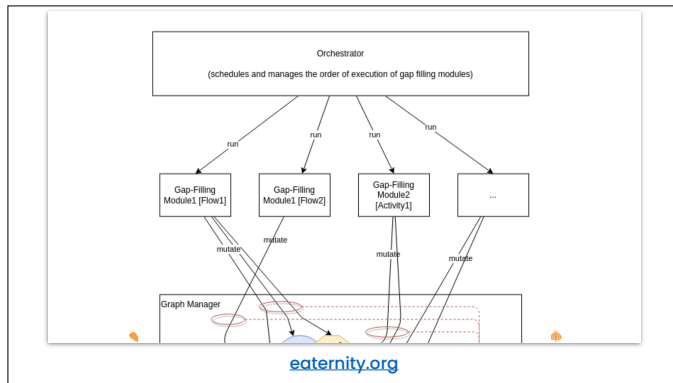 Orchestrator
(schedules and manages the order of execution of gap filling modules)
run
run
run
run
Gap-Filling
Module1 [Flow1]
Gap-Filling
Module1 [Flow2]
Gap-Filling
Module2
[Activity1]
...
mutate
mutate
mutate
mutate
Graph Manager
eaternity.org